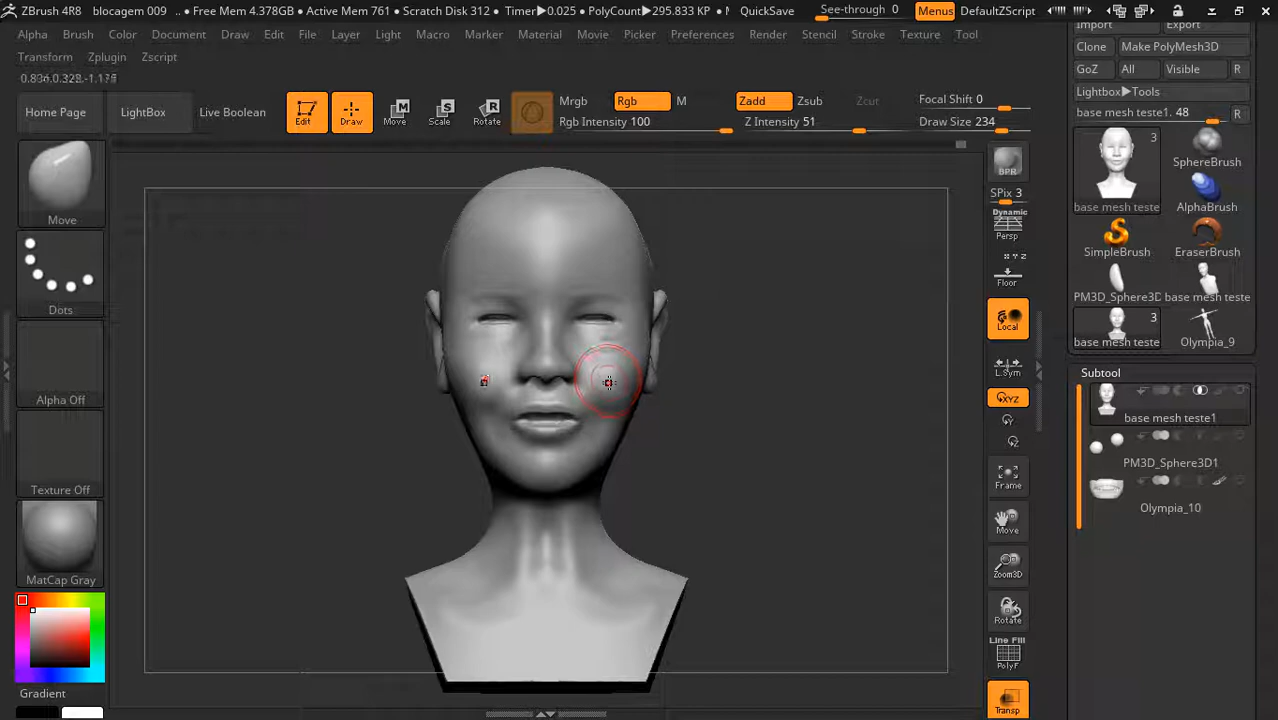 ZBrush 4R8 blocagem 009 • Free Mem 4.378GB • Active Mem 761 • Scratch Disk 312 • Timer▶0.025 • PolyCount▶295.833 KP • QuickSave See-through 0 Menus DefaultZScript
Alpha Brush Color Document Draw Edit File Layer Light Macro Marker Material Movie Picker Preferences Render Stencil Stroke Texture Tool
Transform Zplugin Zscript
Home Page LightBox Live Boolean
Edit Draw Move Scale Rotate
Mrgb Rgb M
Rgb Intensity 100
Zadd Zsub Zcut
Z Intensity 51
Focal Shift 0
Draw Size 234
Move
Dots
Alpha Off
Texture Off
MatCap Gray
Gradient
BPR
SPix 3
Dynamic
Persp
X Y Z
Floor
Local
L.Sym
XYZ
Y
Z
Frame
Move
Zoom3D
Rotate
Line Fill
PolyF
Transp
Import Export
Clone Make PolyMesh3D
GoZ All Visible R
Lightbox▶Tools
base mesh teste1. 48 R
3
base mesh teste
SphereBrush
AlphaBrush
SimpleBrush EraserBrush
PM3D_Sphere3D base mesh teste
3
base mesh teste Olympia_9
Subtool
base mesh teste1
PM3D_Sphere3D1
Olympia_10